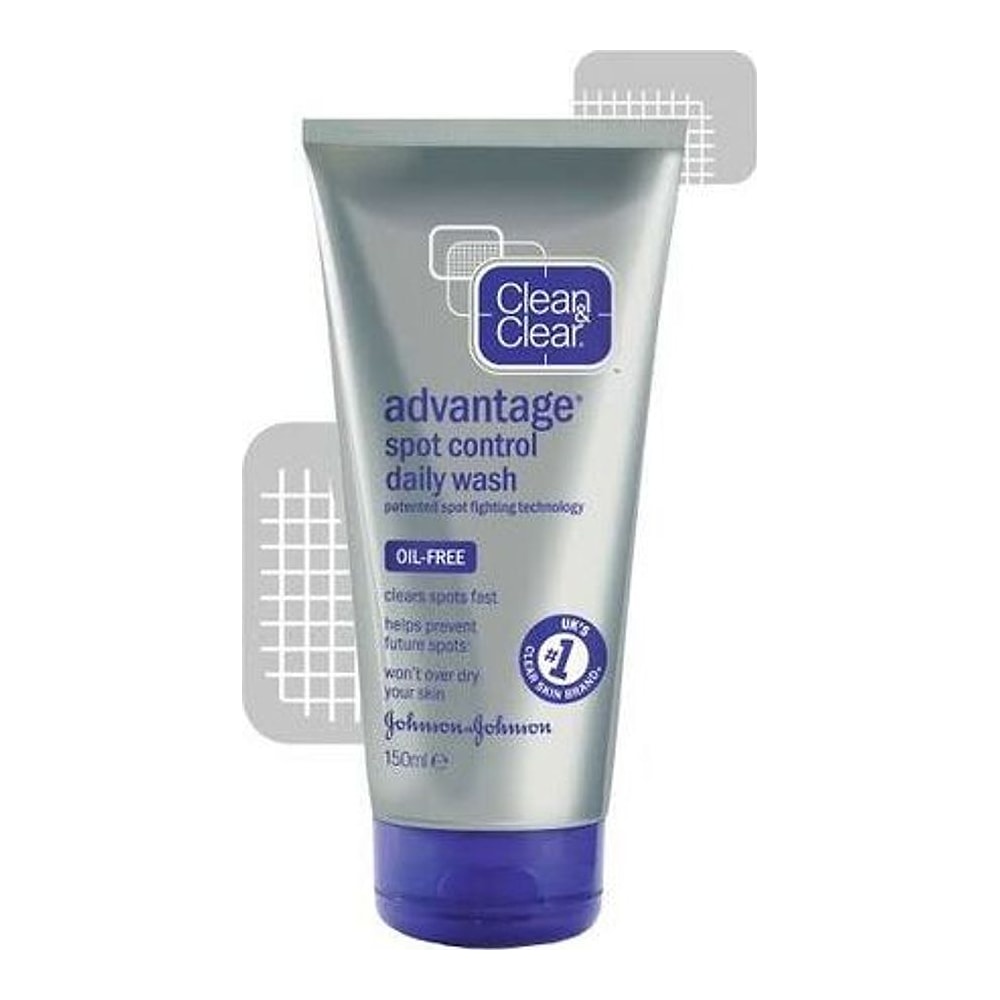 Clean
&
Clear®
advantage®
spot control
daily wash
patented spot fighting technology
OIL-FREE
clears spots fast
helps prevent
future spots
won't over dry
your skin
UK'S
#1
CLEAR SKIN BRAND
Johnson & Johnson
150ml ℮